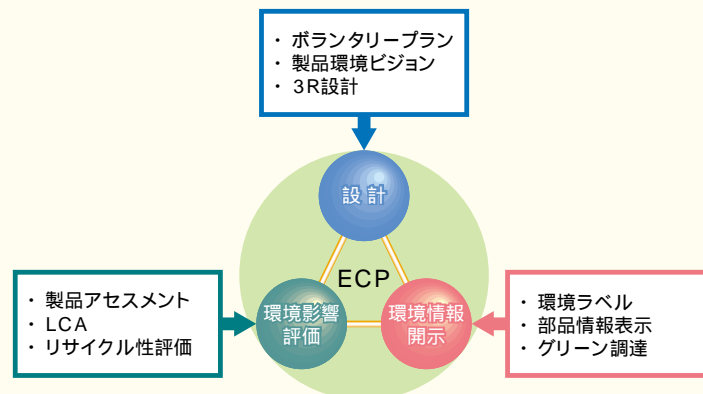 ・ ボランタリープラン
・ 製品環境ビジョン
・ 3R設計
設計
ECP
・ 製品アセスメント
・ LCA
・ リサイクル性評価
環境影響
評価
環境情報
開示
・ 環境ラベル
・ 部品情報表示
・ グリーン調達